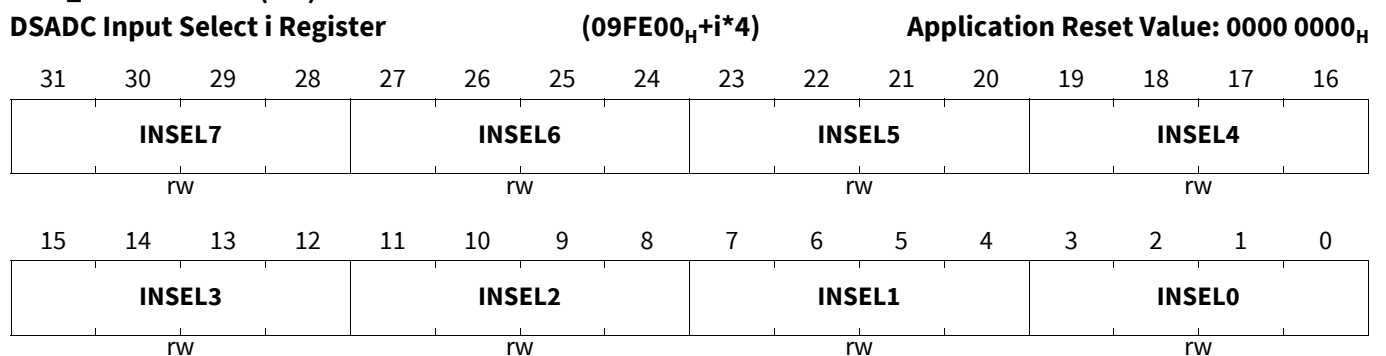 DSADC Input Select i Register (09FE00H+i*4) Application Reset Value: 0000 0000H
31 30 29 28 27 26 25 24 23 22 21 20 19 18 17 16
INSEL7 INSEL6 INSEL5 INSEL4
rw rw rw rw
15 14 13 12 11 10 9 8 7 6 5 4 3 2 1 0
INSEL3 INSEL2 INSEL1 INSEL0
rw rw rw rw